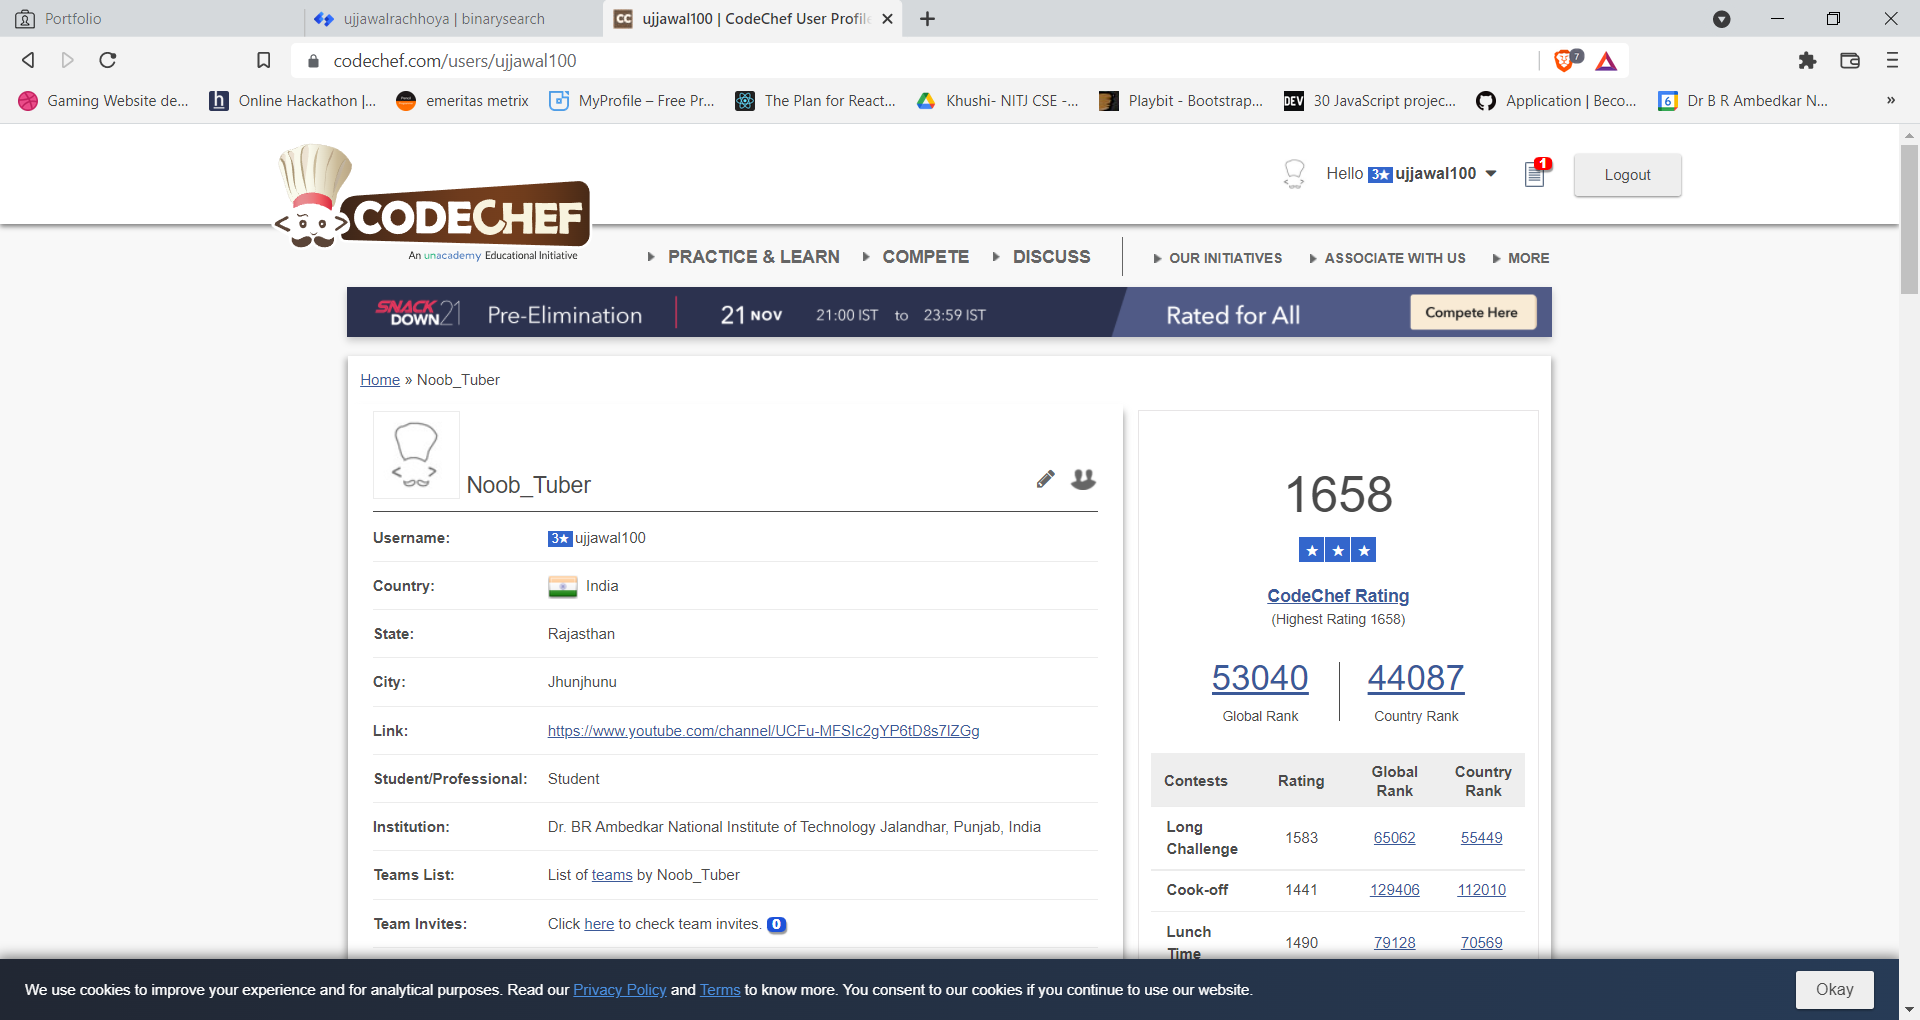 Portfolio
ujjawalrachhoya | binarysearch
CC ujjawal100 | CodeChef User Profile
codechef.com/users/ujjawal100
7
Gaming Website de...
h Online Hackathon |...
emeritas metrix
MyProfile – Free Pr...
The Plan for React...
Khushi- NITJ CSE -...
Playbit - Bootstrap...
DEV 30 JavaScript projec...
Application | Beco...
6 Dr B R Ambedkar N...
»
CODECHEF
An unacademy Educational Initiative
Hello 3★ ujjawal100
1
Logout
PRACTICE & LEARN
COMPETE
DISCUSS
OUR INITIATIVES
ASSOCIATE WITH US
MORE
SNACKDOWN21
Pre-Elimination
21 NOV
21:00 IST to 23:59 IST
Rated for All
Compete Here
Home » Noob_Tuber
Noob_Tuber
Username: 3★ ujjawal100
Country: India
State: Rajasthan
City: Jhunjhunu
Link: https://www.youtube.com/channel/UCFu-MFSIc2gYP6tD8s7IZGg
Student/Professional: Student
Institution: Dr. BR Ambedkar National Institute of Technology Jalandhar, Punjab, India
Teams List: List of teams by Noob_Tuber
Team Invites: Click here to check team invites. 0
1658
★★★
CodeChef Rating
(Highest Rating 1658)
53040 44087
Global Rank Country Rank
Contests Rating Global Rank Country Rank
Long Challenge 1583 65062 55449
Cook-off 1441 129406 112010
Lunch Time 1490 79128 70569
We use cookies to improve your experience and for analytical purposes. Read our Privacy Policy and Terms to know more. You consent to our cookies if you continue to use our website.
Okay